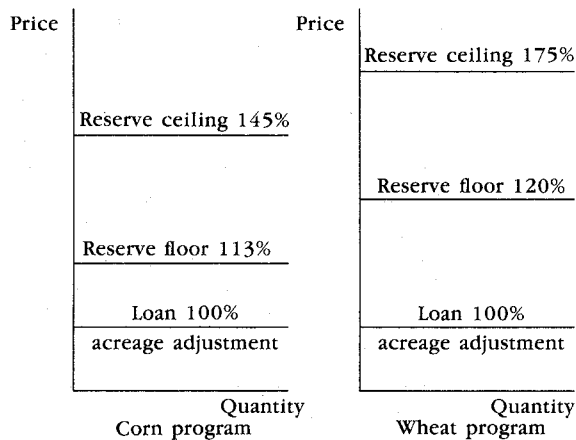 Price
Reserve ceiling 145%
Reserve floor 113%
Loan 100%
acreage adjustment
Quantity
Corn program
Price
Reserve ceiling 175%
Reserve floor 120%
Loan 100%
acreage adjustment
Quantity
Wheat program